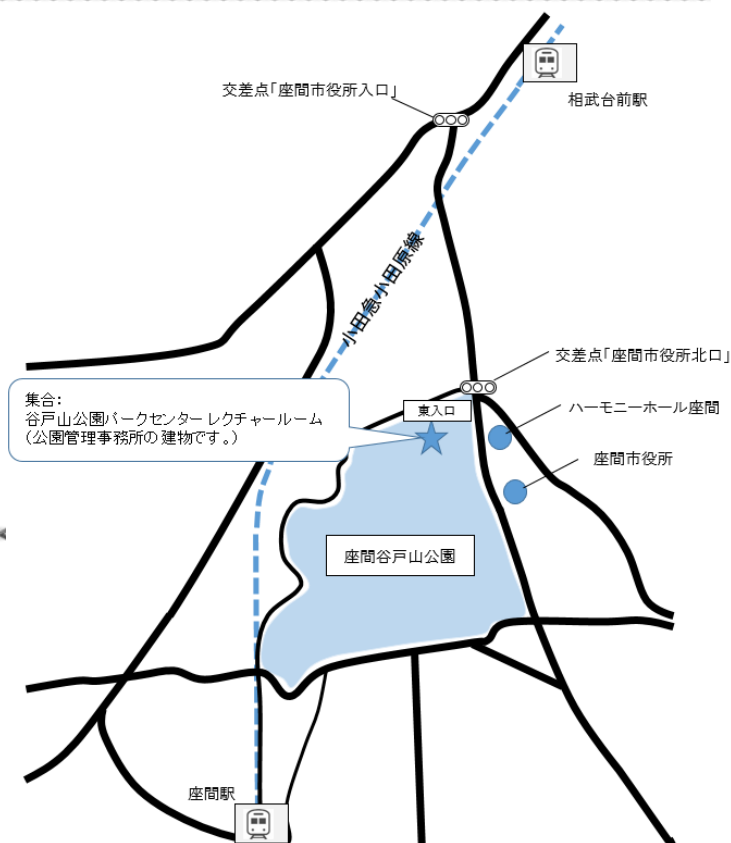 交差点「座間市役所入口」
相武台前駅
小田急小田原線
交差点「座間市役所北口」
集合:
谷戸山公園パークセンター レクチャールーム
(公園管理事務所の建物です。)
東入口
ハーモニーホール座間
座間市役所
座間谷戸山公園
座間駅